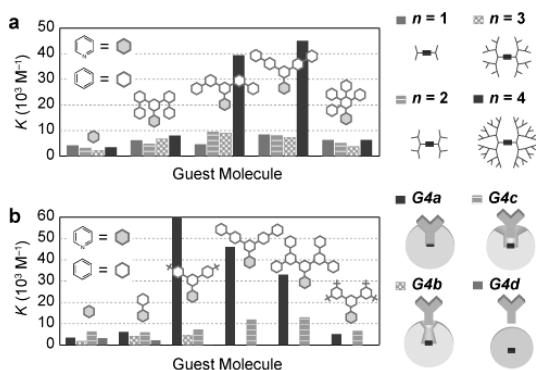 a
K (10³ M⁻¹)
50
40
30
20
10
0
N
=
=
Guest Molecule
n = 1
n = 3
n = 2
n = 4
b
K (10³ M⁻¹)
60
50
40
30
20
10
0
N
=
=
Guest Molecule
G4a
G4c
G4b
G4d